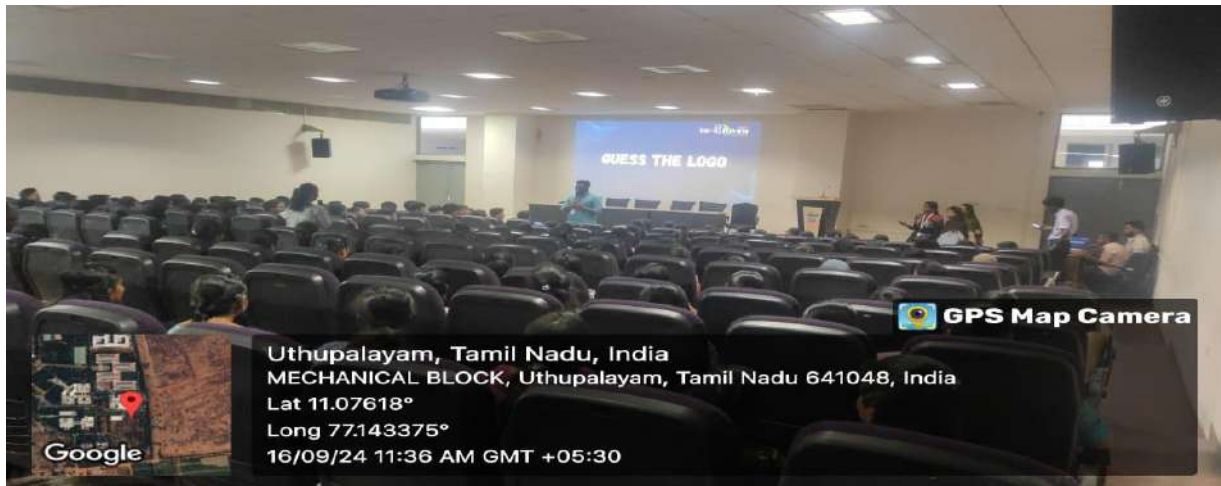 GUESS THE LOGO
GPS Map Camera
Uthupalayam, Tamil Nadu, India
MECHANICAL BLOCK, Uthupalayam, Tamil Nadu 641048, India
Lat 11.07618°
Long 77.143375°
16/09/24 11:36 AM GMT +05:30
Google